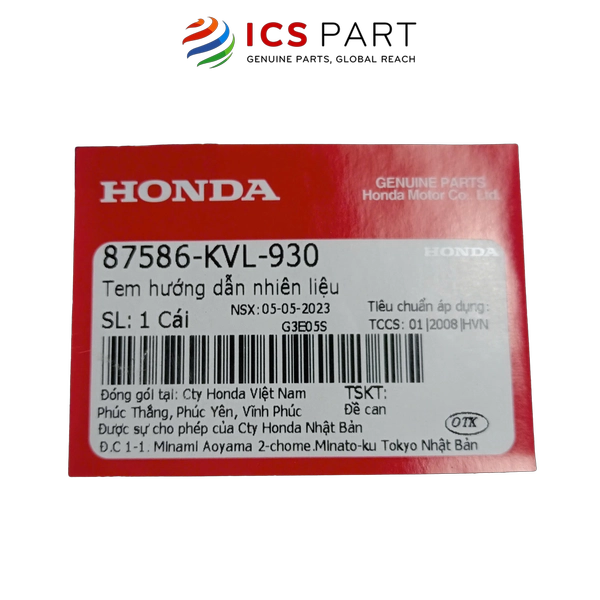 ICS PART
GENUINE PARTS, GLOBAL REACH
HONDA
GENUINE PARTS
Honda Motor Co., Ltd.
87586-KVL-930
HONDA
Tem hướng dẫn nhiên liệu
NSX: 05-05-2023
Tiêu chuẩn áp dụng:
SL: 1 Cái
G3E05S
TCCS: 01|2008|HVN
Đóng gói tại: Cty Honda Việt Nam
TSKT:
Phúc Thắng, Phúc Yên, Vĩnh Phúc
Đề can
Được sự cho phép của Cty Honda Nhật Bản
OTK
Đ.C 1-1. Minami Aoyama 2-chome.Minato-ku Tokyo Nhật Bản